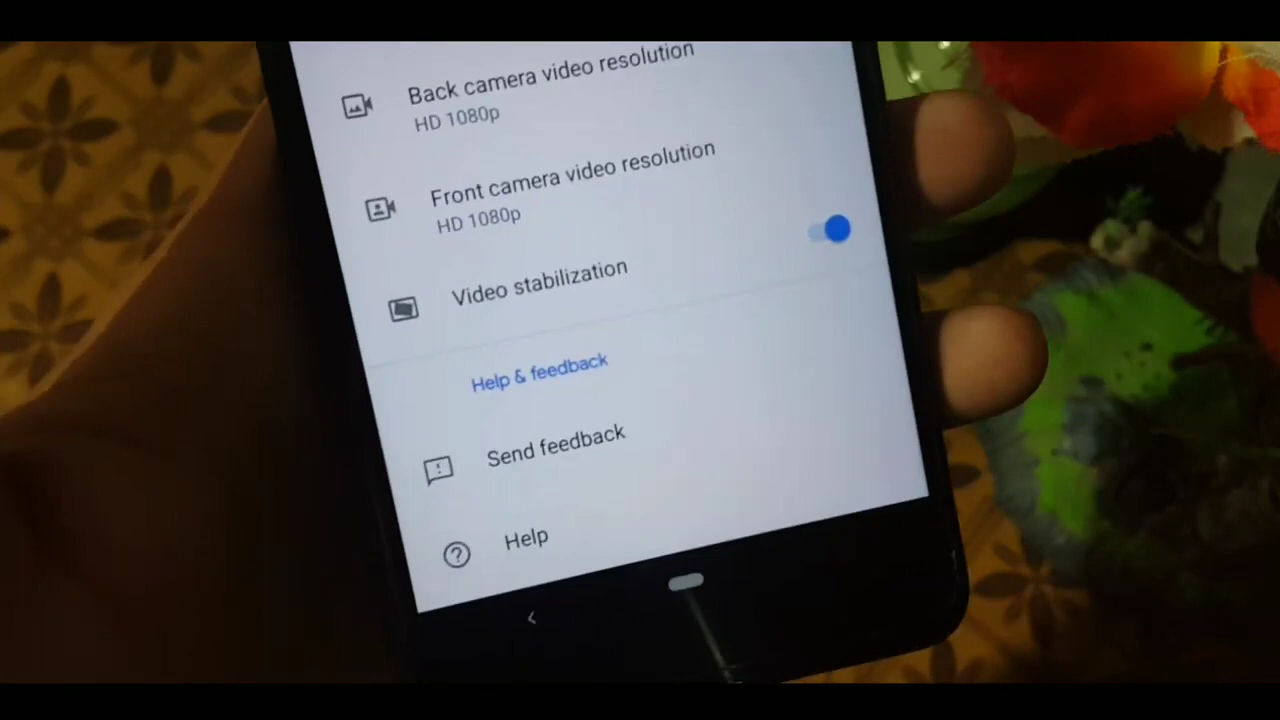 Back camera video resolution
HD 1080p
Front camera video resolution
HD 1080p
Video stabilization
Help & feedback
Send feedback
Help